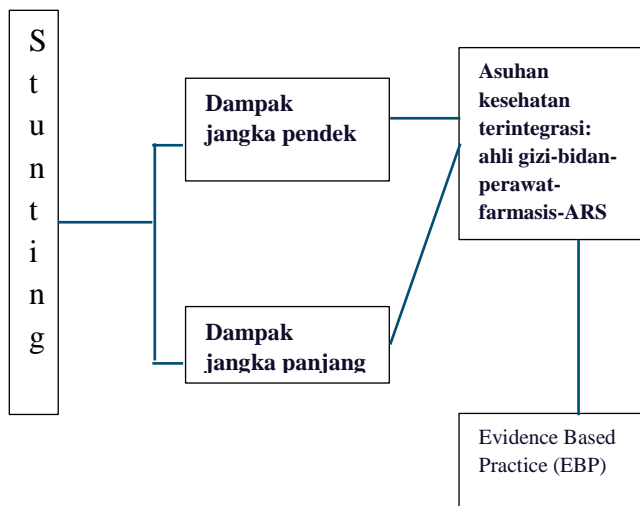 Stunting
Dampak
jangka pendek
Dampak
jangka panjang
Asuhan
kesehatan
terintegrasi:
ahli gizi-bidan-
perawat-
farmasis-ARS
Evidence Based
Practice (EBP)